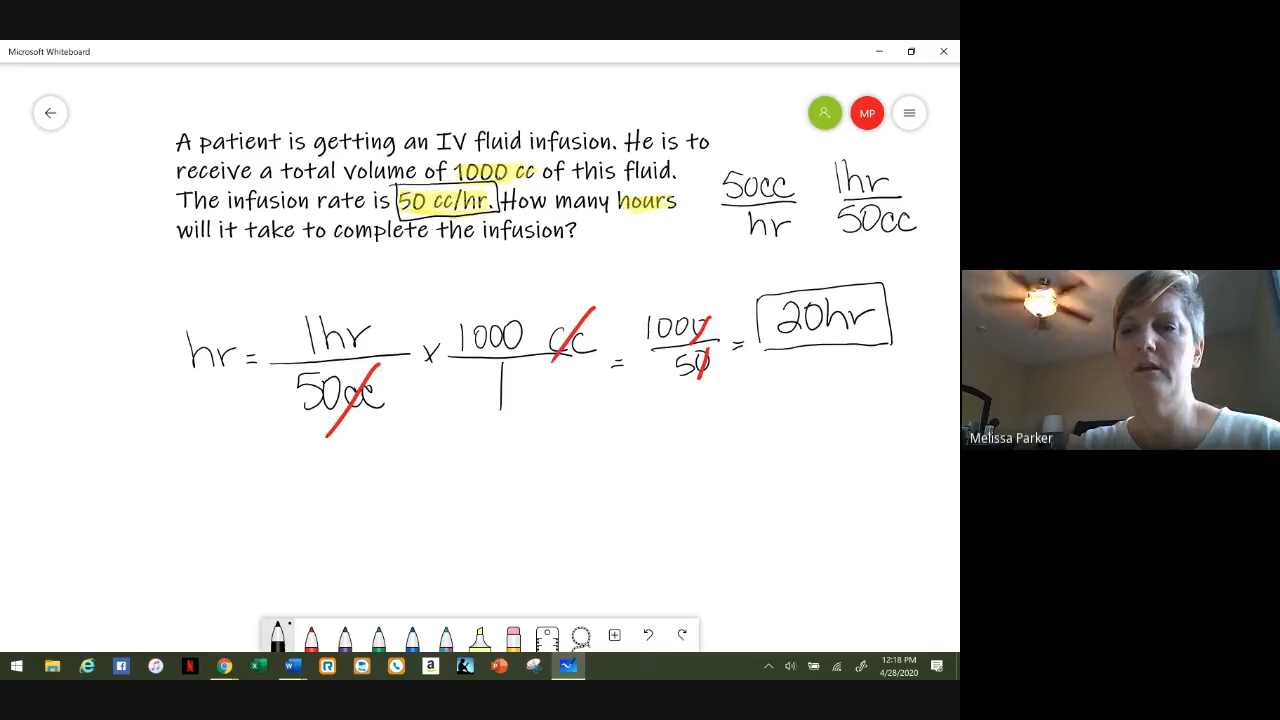 Microsoft Whiteboard
MP
A patient is getting an IV fluid infusion. He is to
receive a total volume of 1000 cc of this fluid.
The infusion rate is 50 cc/hr. How many hours
will it take to complete the infusion?
50cc
hr
1hr
50cc
hr = 1hr / 50cc x 1000 cc / 1 = 1000 / 50 = 20hr
Melissa Parker
12:18 PM
4/28/2020